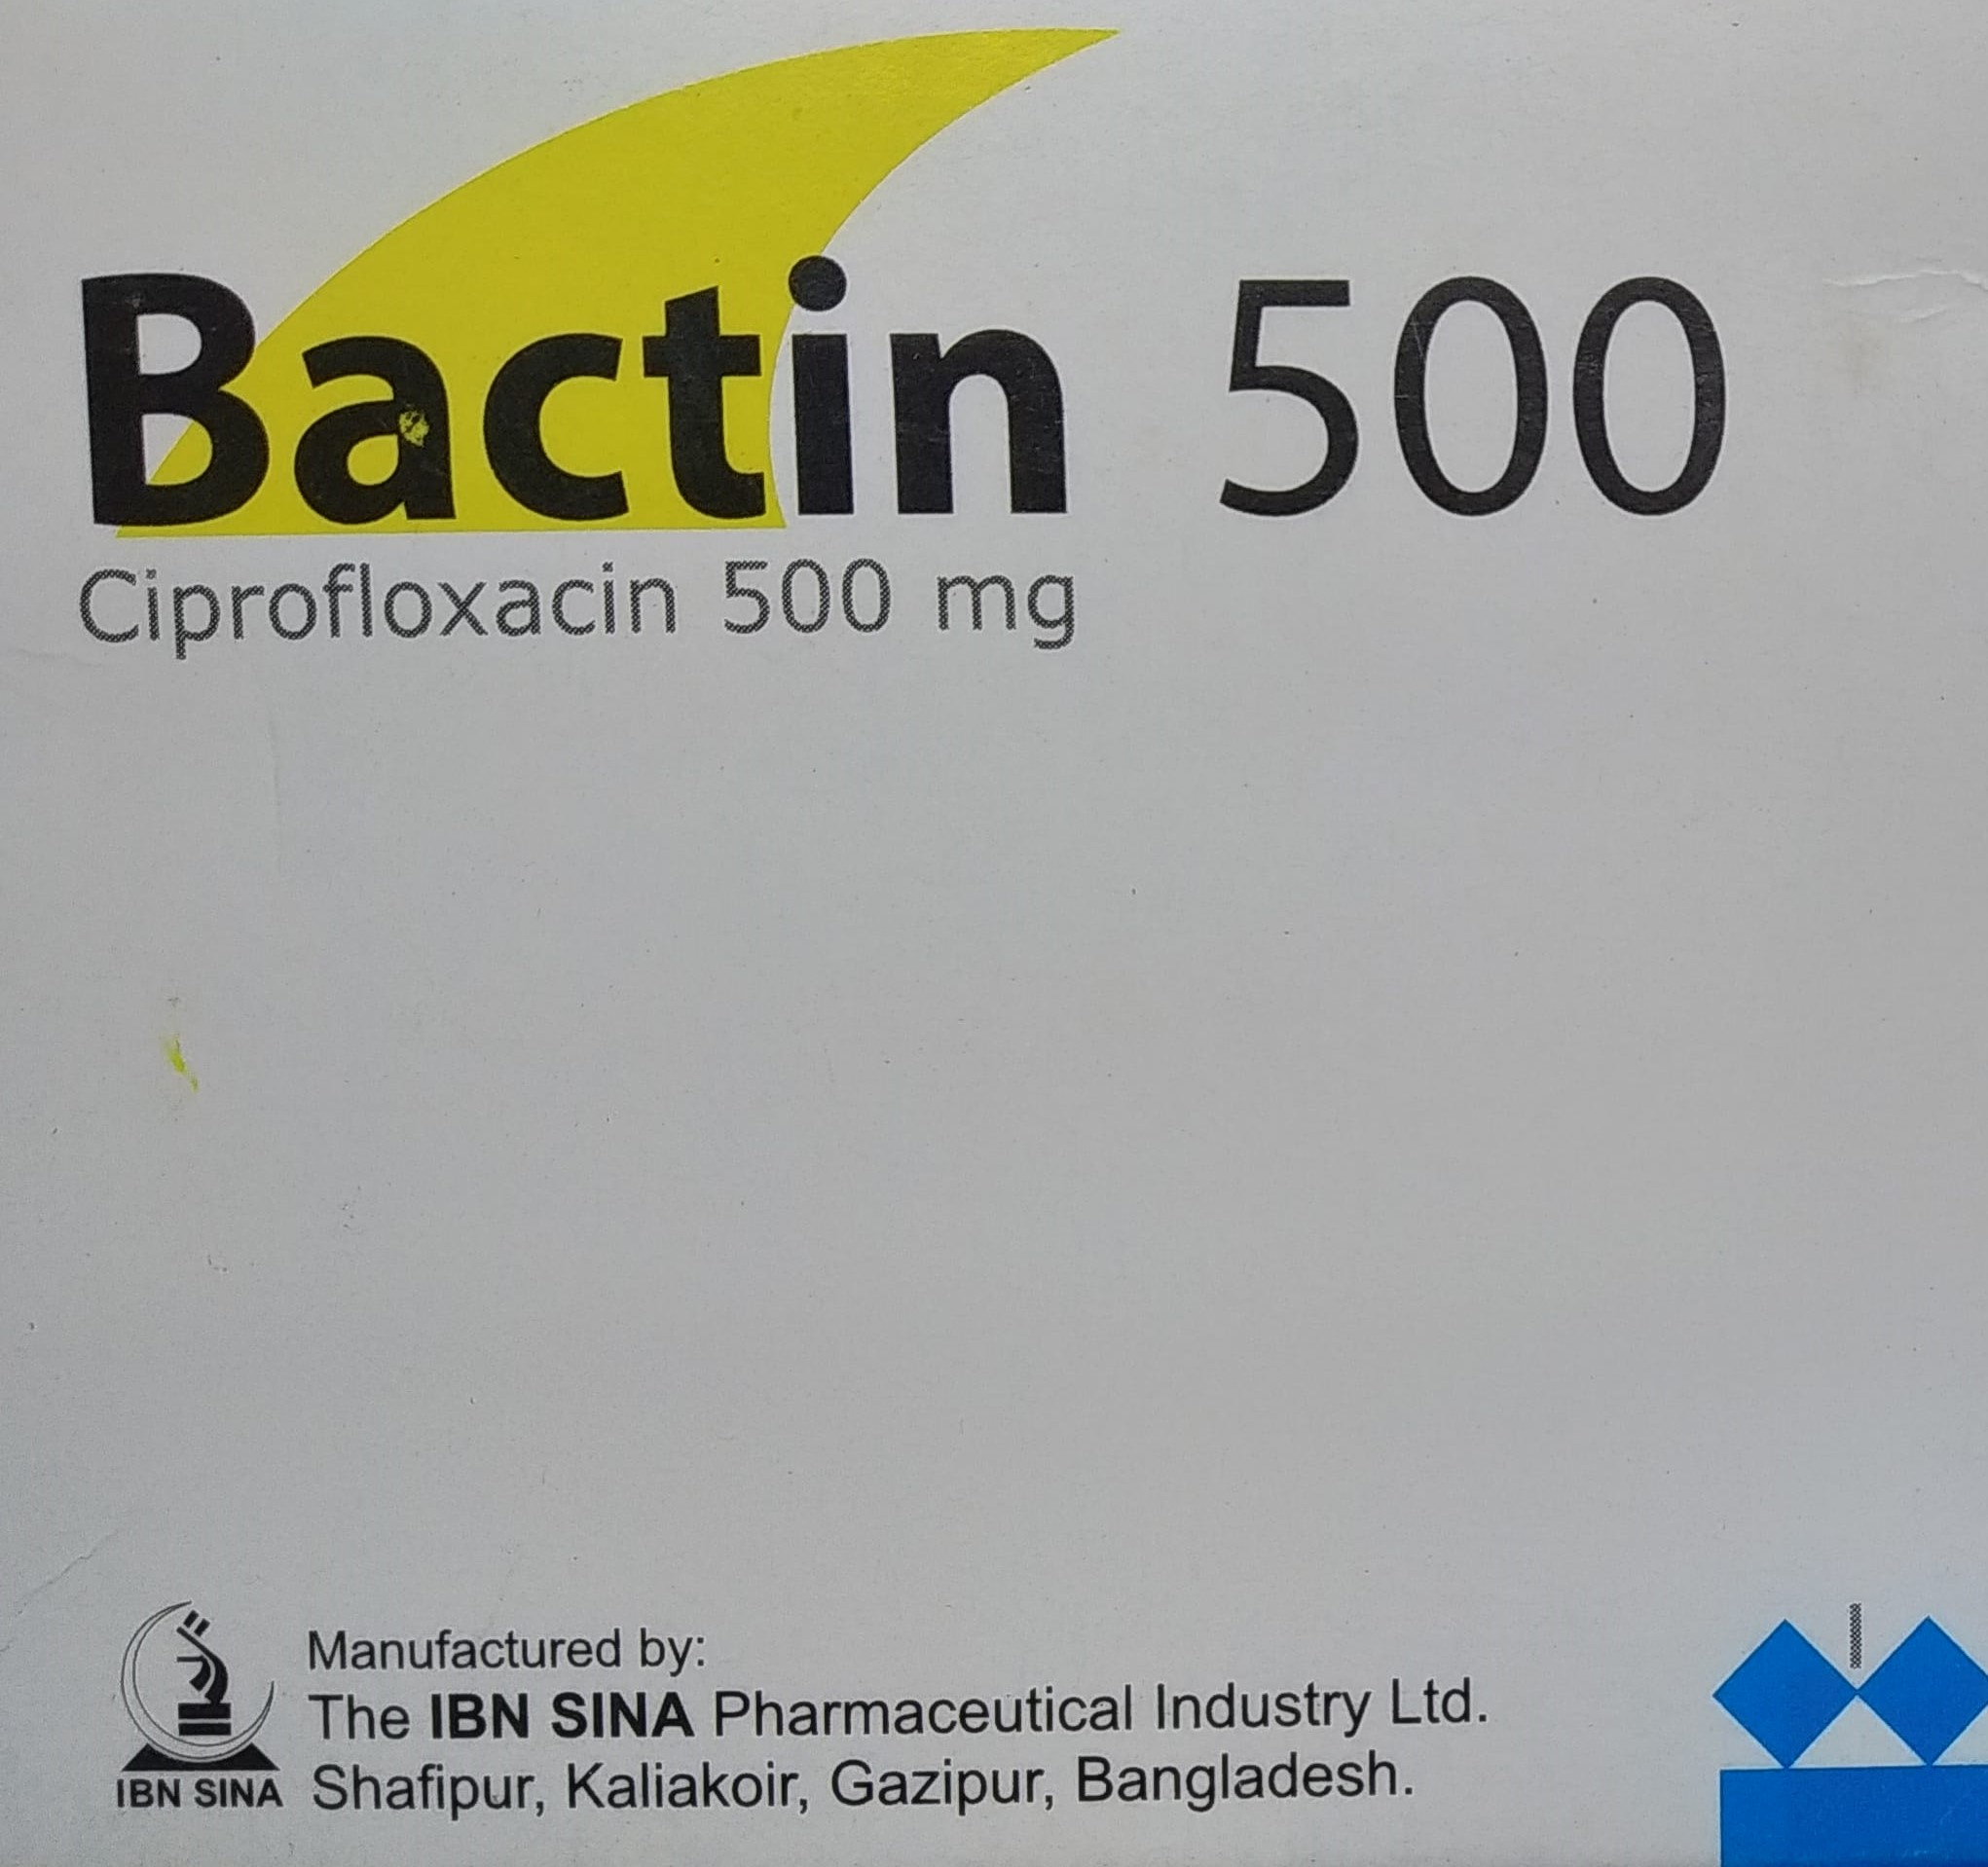 Bactin 500
Ciprofloxacin 500 mg
Manufactured by:
The IBN SINA Pharmaceutical Industry Ltd.
Shafipur, Kaliakoir, Gazipur, Bangladesh.
IBN SINA